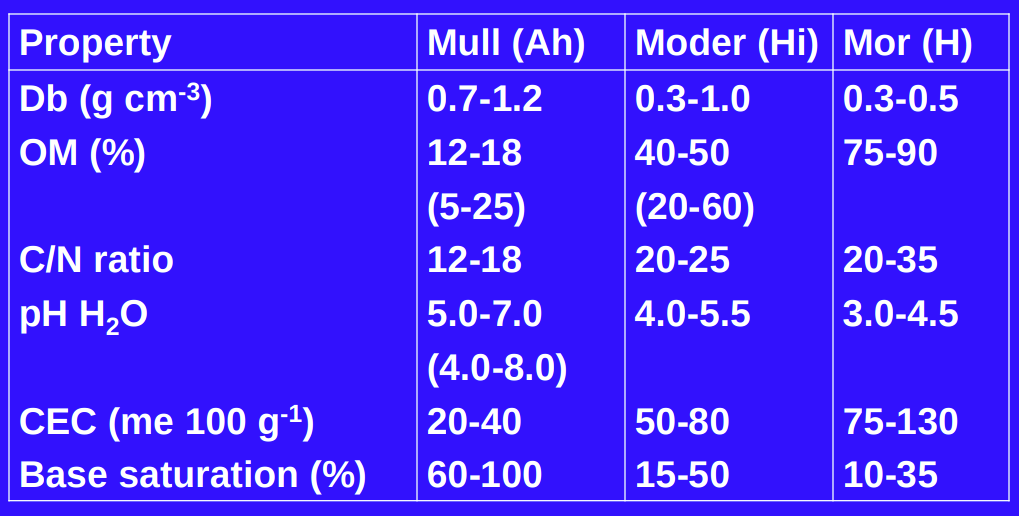 Property Mull (Ah) Moder (Hi) Mor (H)
Db (g cm-3) 0.7-1.2 0.3-1.0 0.3-0.5
OM (%) 12-18 40-50 75-90
(5-25) (20-60)
C/N ratio 12-18 20-25 20-35
pH H2O 5.0-7.0 4.0-5.5 3.0-4.5
(4.0-8.0)
CEC (me 100 g-1) 20-40 50-80 75-130
Base saturation (%) 60-100 15-50 10-35